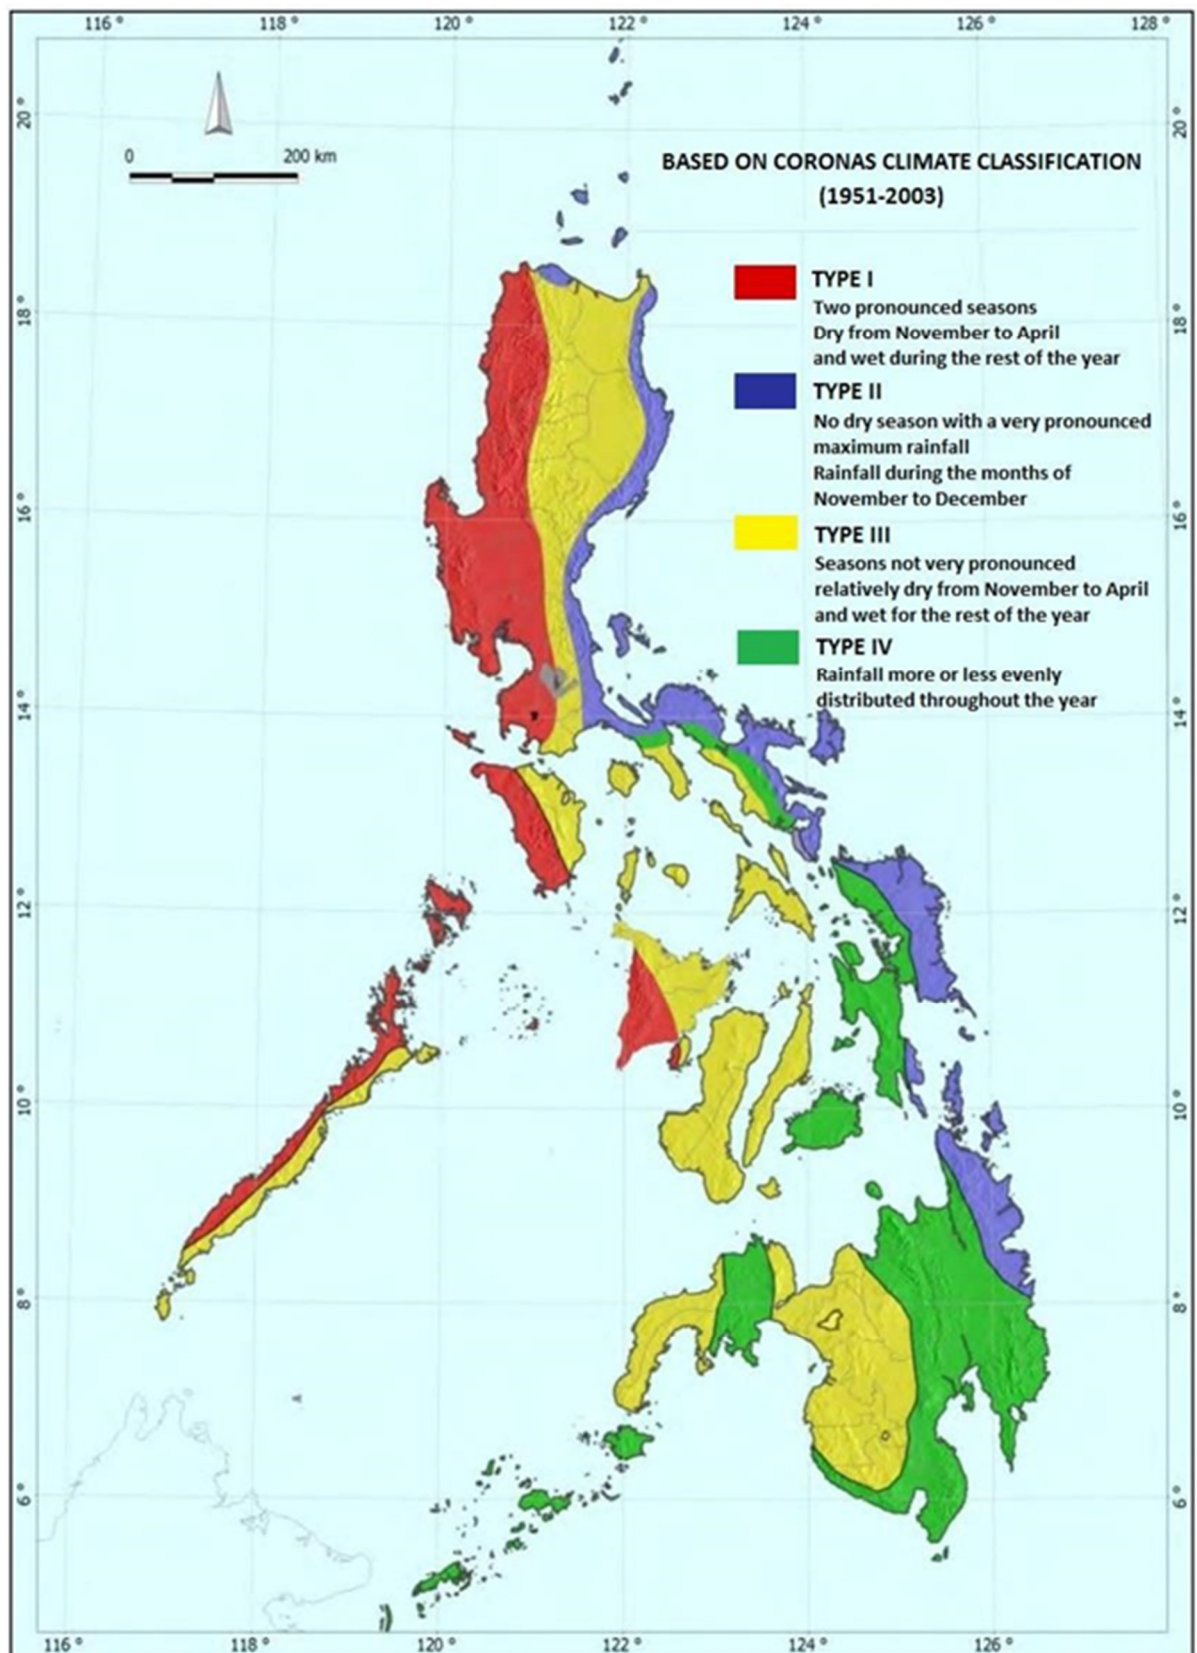 116 °
118 °
120 °
122 °
124 °
126 °
128 °
20 °
20 °
0
200 km
BASED ON CORONAS CLIMATE CLASSIFICATION
(1951-2003)
TYPE I
Two pronounced seasons
Dry from November to April
and wet during the rest of the year
18 °
18 °
TYPE II
No dry season with a very pronounced
maximum rainfall
Rainfall during the months of
November to December
16 °
16 °
TYPE III
Seasons not very pronounced
relatively dry from November to April
and wet for the rest of the year
TYPE IV
Rainfall more or less evenly
distributed throughout the year
14 °
14 °
12 °
12 °
10 °
10 °
8 °
8 °
6 °
6 °
116 °
118 °
120 °
122 °
124 °
126 °